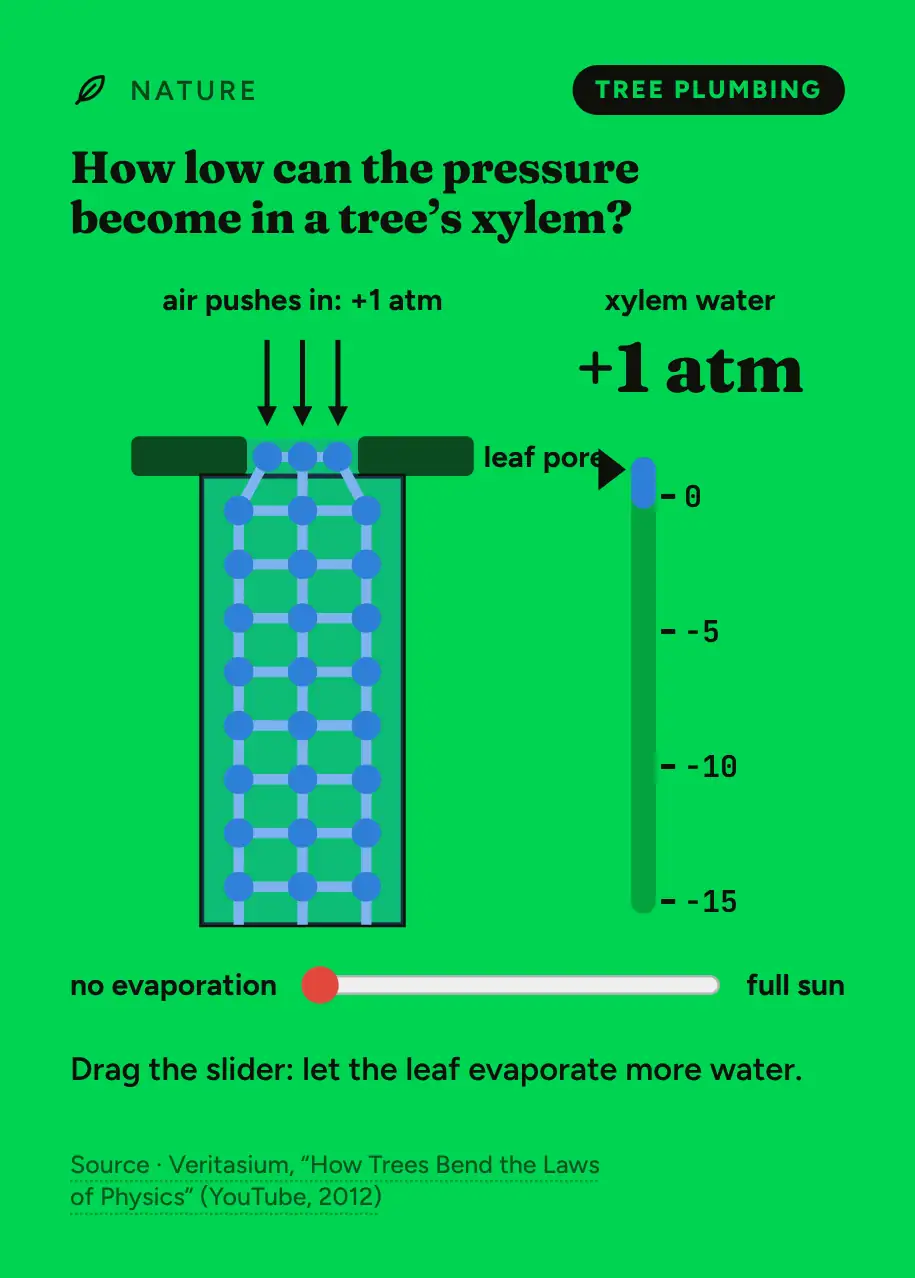 NATURE
TREE PLUMBING
How low can the pressure
become in a tree’s xylem?
air pushes in: +1 atm
xylem water
+1 atm
leaf pore
0
-5
-10
-15
no evaporation
full sun
Drag the slider: let the leaf evaporate more water.
Source · Veritasium, “How Trees Bend the Laws
of Physics” (YouTube, 2012)